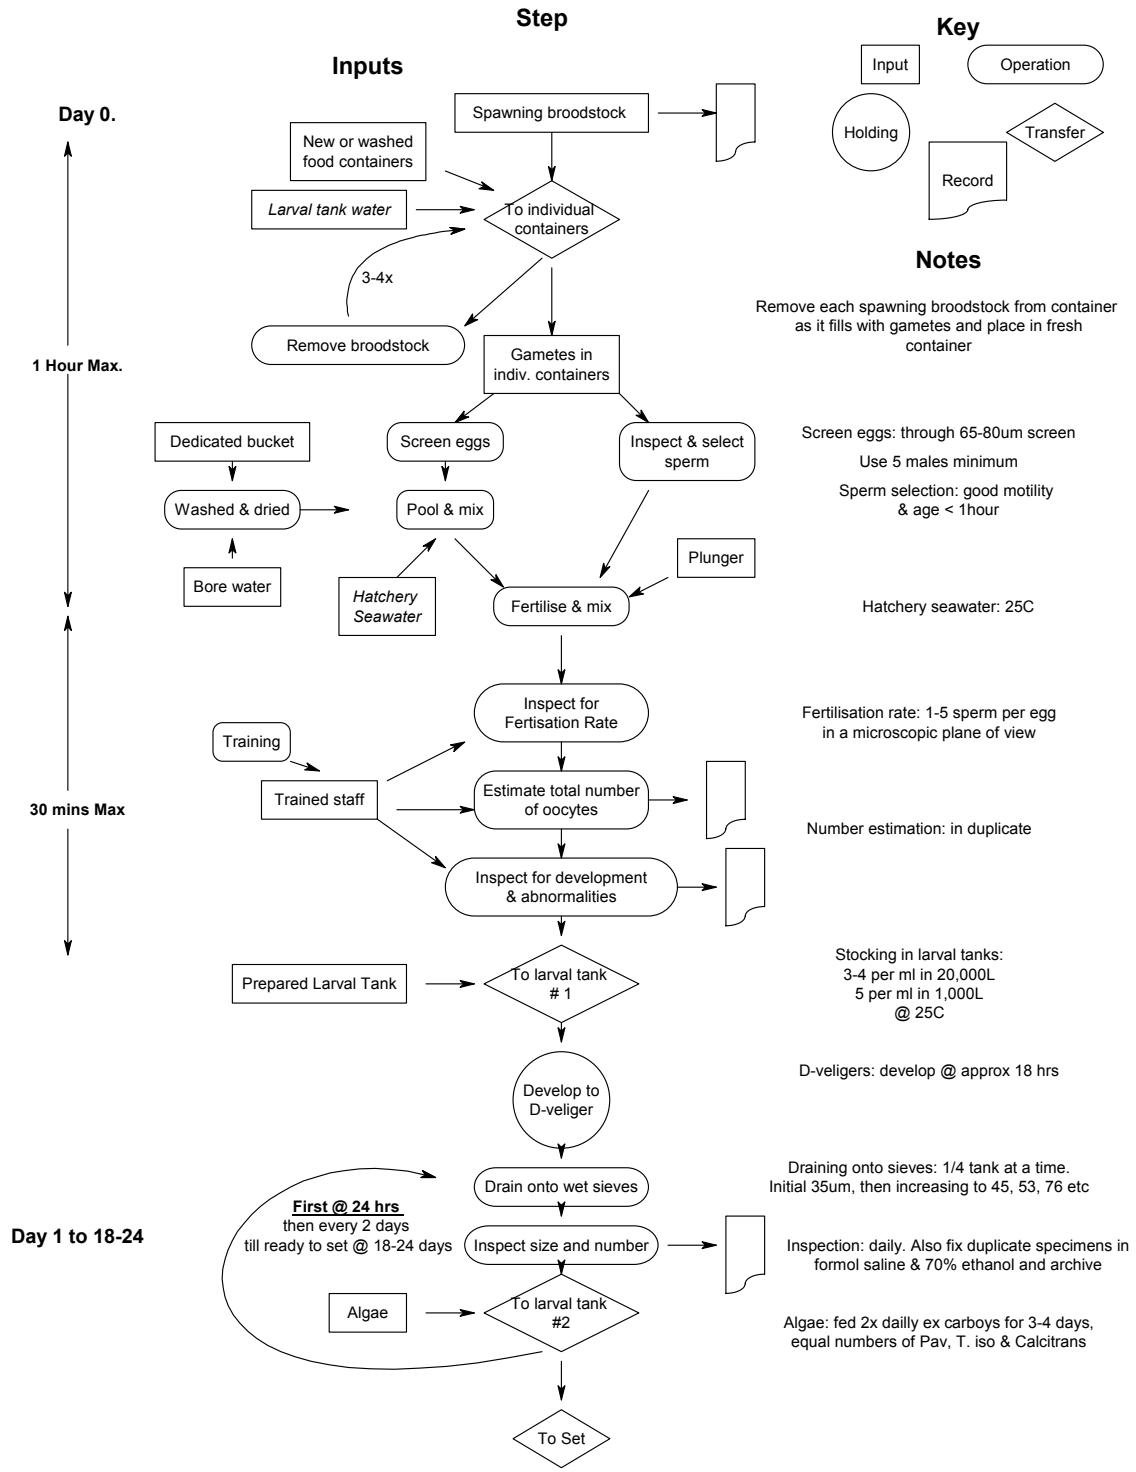 Step
Key
Inputs
Input
Operation
Day 0.
Spawning broodstock
New or washed
food containers
Holding
Transfer
Record
Larval tank water
To individual
containers
3-4x
Notes
Remove each spawning broodstock from container
as it fills with gametes and place in fresh
container
Remove broodstock
Gametes in
indiv. containers
1 Hour Max.
Dedicated bucket
Screen eggs
Inspect & select
sperm
Screen eggs: through 65-80um screen
Use 5 males minimum
Sperm selection: good motility
& age < 1hour
Washed & dried
Pool & mix
Plunger
Bore water
Hatchery
Seawater
Fertilise & mix
Hatchery seawater: 25C
Inspect for
Fertisation Rate
Fertilisation rate: 1-5 sperm per egg
in a microscopic plane of view
Training
Trained staff
Estimate total number
of oocytes
30 mins Max
Number estimation: in duplicate
Inspect for development
& abnormalities
Prepared Larval Tank
To larval tank
# 1
Stocking in larval tanks:
3-4 per ml in 20,000L
5 per ml in 1,000L
@ 25C
Develop to
D-veliger
D-veligers: develop @ approx 18 hrs
Drain onto wet sieves
Draining onto sieves: 1/4 tank at a time.
Initial 35um, then increasing to 45, 53, 76 etc
First @ 24 hrs
then every 2 days
till ready to set @ 18-24 days
Day 1 to 18-24
Inspect size and number
Inspection: daily. Also fix duplicate specimens in
formol saline & 70% ethanol and archive
Algae
To larval tank
#2
Algae: fed 2x dailly ex carboys for 3-4 days,
equal numbers of Pav, T. iso & Calcitrans
To Set